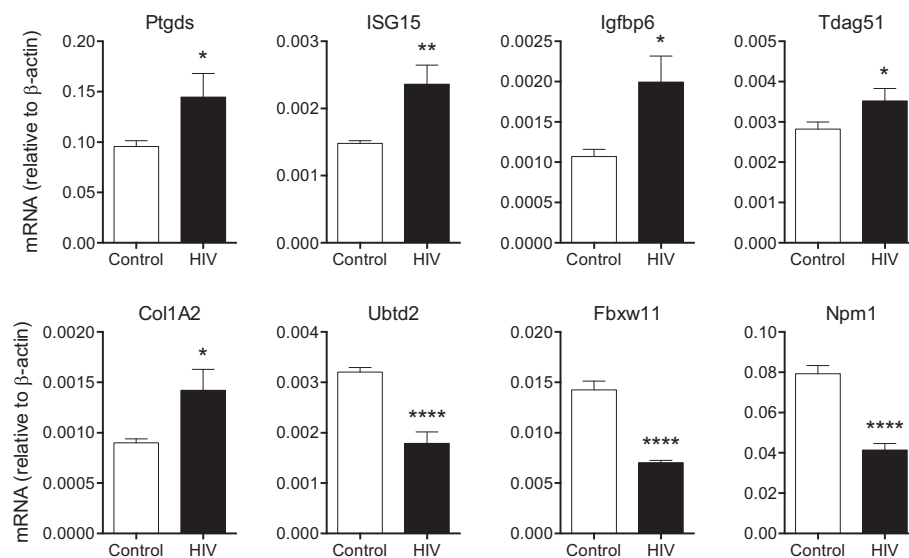 Ptgds ISG15 Igfbp6 Tdag51
mRNA (relative to β-actin)
0.20 0.003 0.0025 0.006
* ** * *
0.15 0.002 0.0020 0.004
0.10 0.001 0.0015 0.003
0.05 0.000 0.0010 0.002
0.00 0.0005 0.001
0.0000 0.000
Control HIV Control HIV Control HIV Control HIV
Col1A2 Ubtd2 Fbxw11 Npm1
mRNA (relative to β-actin)
0.0020 0.004 0.020 0.10
* **** **** ****
0.0015 0.003 0.015 0.08
0.0010 0.002 0.010 0.06
0.0005 0.001 0.005 0.04
0.0000 0.000 0.000 0.02
0.00
Control HIV Control HIV Control HIV Control HIV